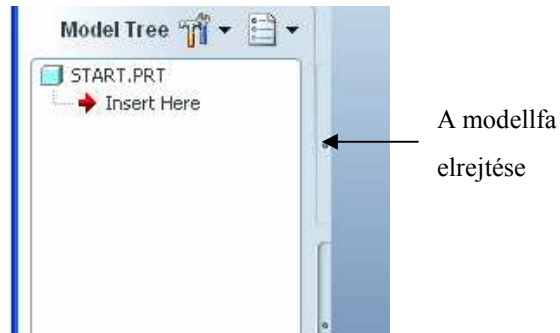 Model Tree
START.PRT
Insert Here
A modellfa
elrejtése